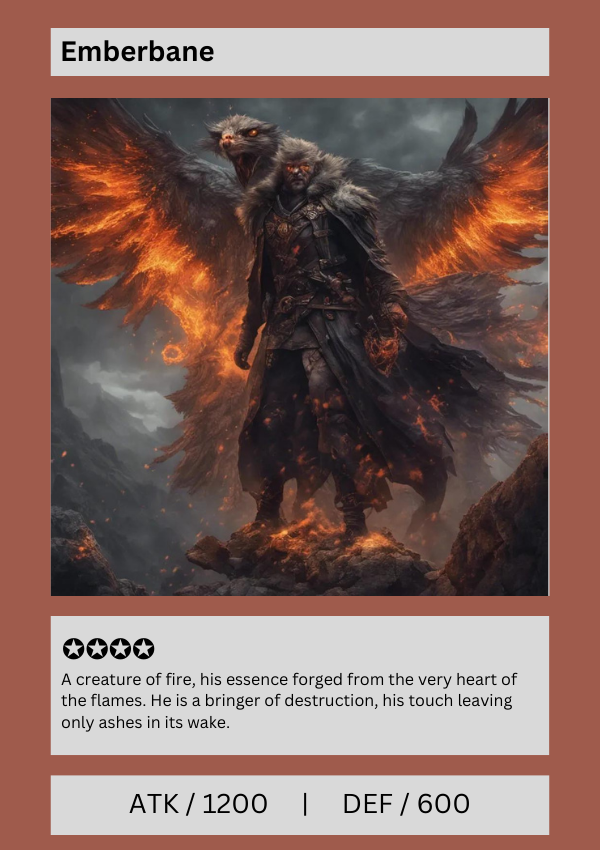 Emberbane
✪✪✪✪
A creature of fire, his essence forged from the very heart of
the flames. He is a bringer of destruction, his touch leaving
only ashes in its wake.
ATK / 1200 | DEF / 600